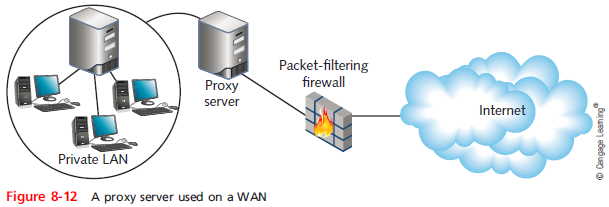 Proxy
server
Packet-filtering
firewall
Internet
Private LAN
© Cengage Learning®
Figure 8-12 A proxy server used on a WAN